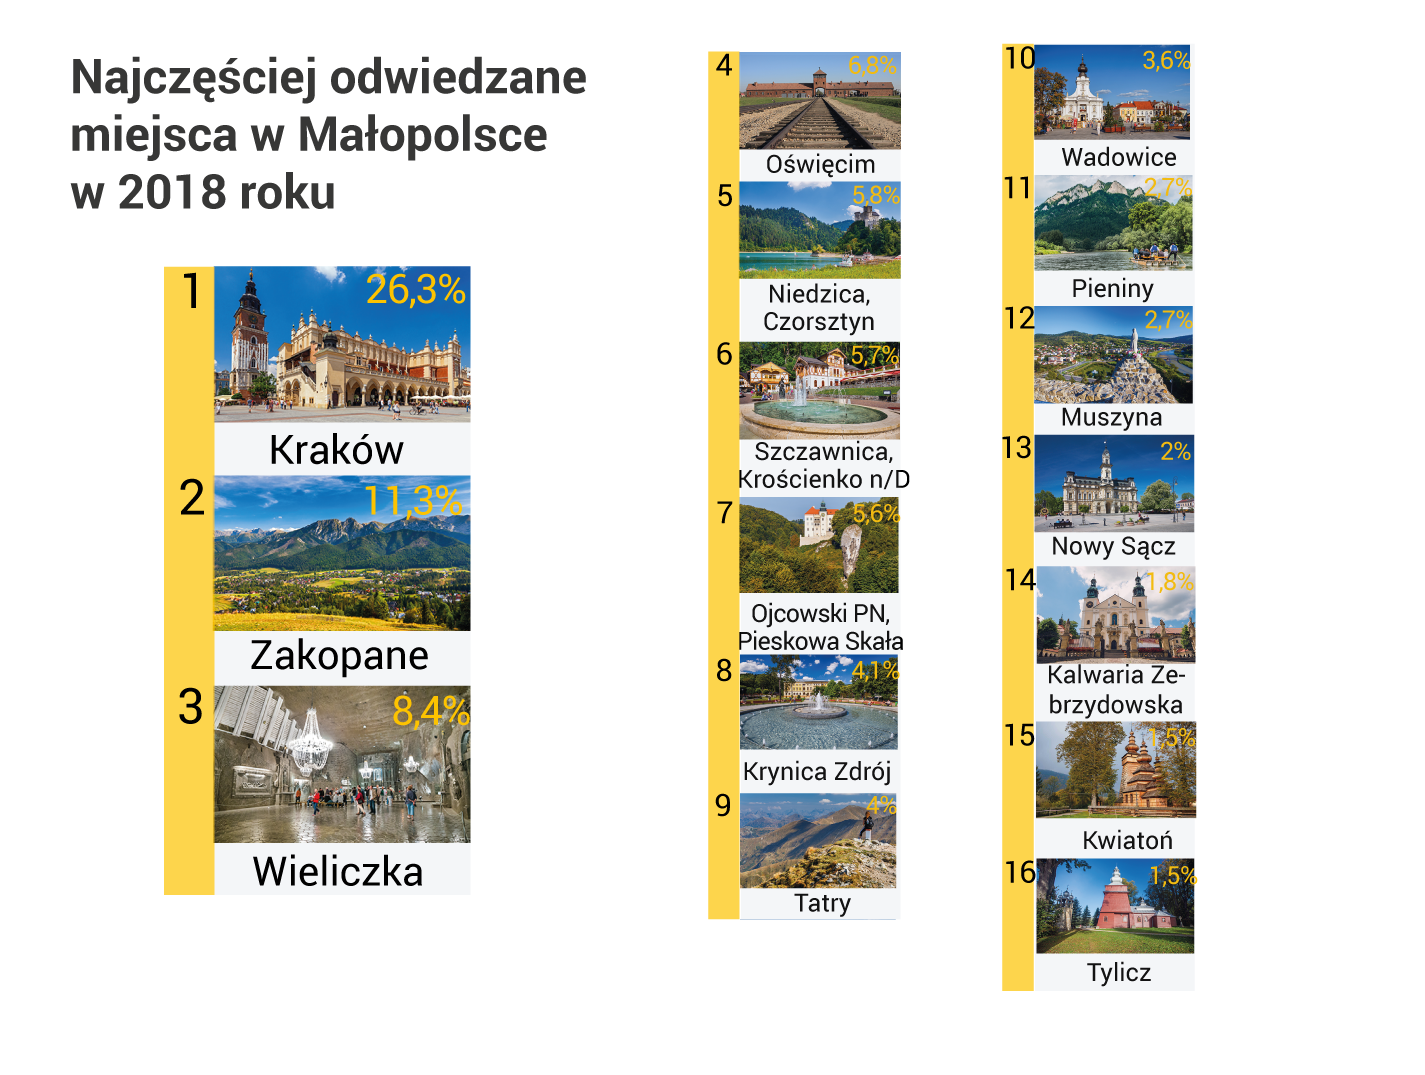 Najczęściej odwiedzane
miejsca w Małopolsce
w 2018 roku
1
26,3%
Kraków
2
11,3%
Zakopane
3
8,4%
Wieliczka
4
6,8%
Oświęcim
5
5,8%
Niedzica,
Czorsztyn
6
5,7%
Szczawnica,
Krościenko n/D
7
5,6%
Ojcowski PN,
Pieskowa Skała
8
4,1%
Krynica Zdrój
9
4%
Tatry
10
3,6%
Wadowice
11
2,7%
Pieniny
12
2,7%
Muszyna
13
2%
Nowy Sącz
14
1,8%
Kalwaria Ze-
brzydowska
15
1,5%
Kwiatoń
16
1,5%
Tylicz